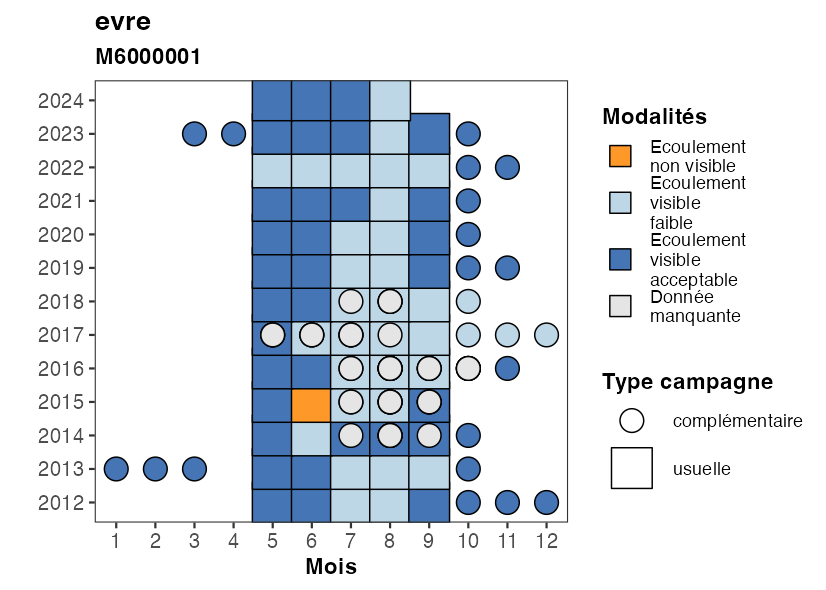 evre
M6000001
2024
2023
2022
2021
2020
2019
2018
2017
2016
2015
2014
2013
2012
1 2 3 4 5 6 7 8 9 10 11 12
Mois
Modalités
Ecoulement
non visible
Ecoulement
visible
faible
Ecoulement
visible
acceptable
Donnée
manquante
Type campagne
complémentaire
usuelle